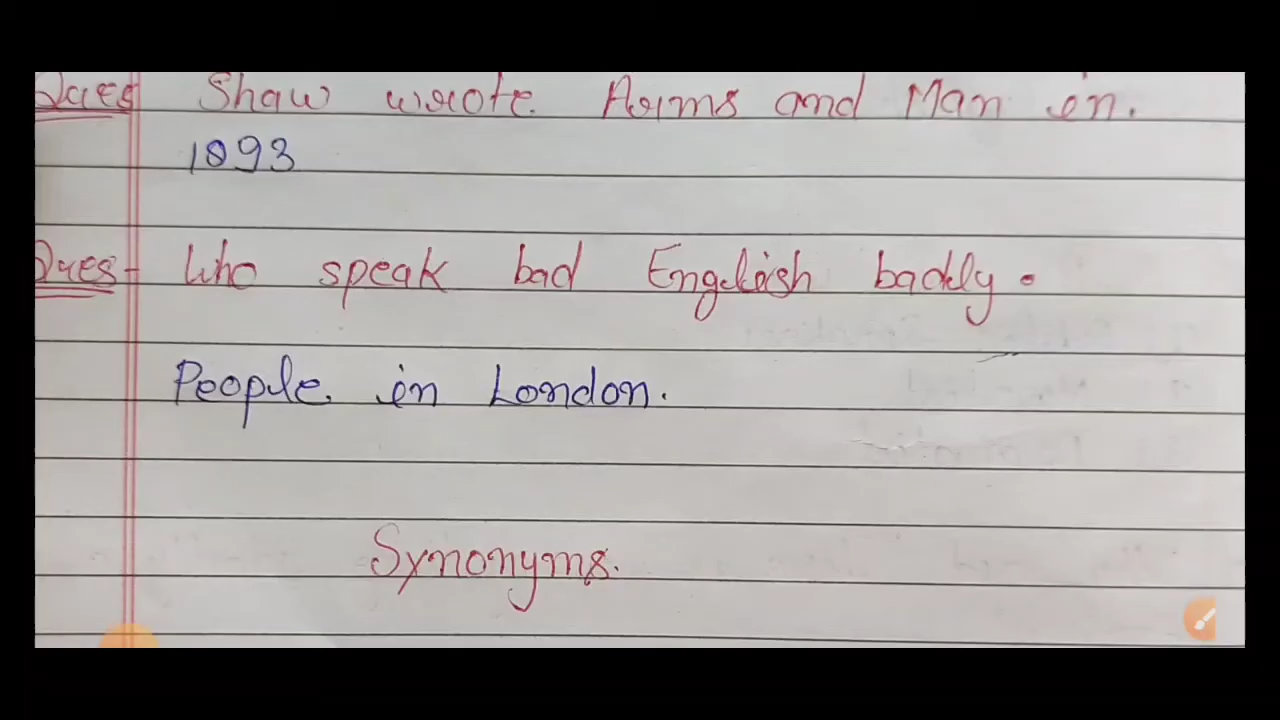 Ques Shaw wrote Arms and Man in.
1893
Ques- Who speak bad English badly.
People in London.
Synonyms.